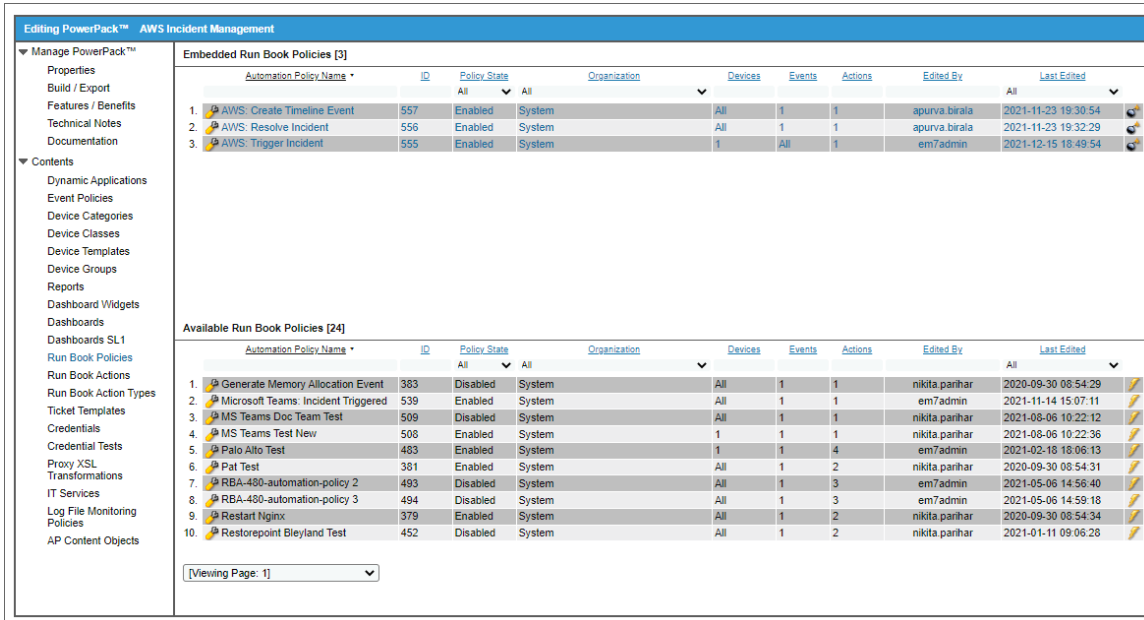 Editing PowerPack™ AWS Incident Management
Manage PowerPack™
Properties
Build / Export
Features / Benefits
Technical Notes
Documentation
Contents
Dynamic Applications
Event Policies
Device Categories
Device Classes
Device Templates
Device Groups
Reports
Dashboard Widgets
Dashboards
Dashboards SL1
Run Book Policies
Run Book Actions
Run Book Action Types
Ticket Templates
Credentials
Credential Tests
Proxy XSL
Transformations
IT Services
Log File Monitoring
Policies
AP Content Objects
Embedded Run Book Policies [3]
Automation Policy Name • ID Policy State Organization Devices Events Actions Edited By Last Edited
All All All
1. AWS: Create Timeline Event 557 Enabled System All 1 1 apurva.birala 2021-11-23 19:30:54
2. AWS: Resolve Incident 556 Enabled System All 1 1 apurva.birala 2021-11-23 19:32:29
3. AWS: Trigger Incident 555 Enabled System 1 All 1 em7admin 2021-12-15 18:49:54
Available Run Book Policies [24]
Automation Policy Name • ID Policy State Organization Devices Events Actions Edited By Last Edited
All All All
1. Generate Memory Allocation Event 383 Disabled System All 1 1 nikita.parihar 2020-09-30 08:54:29
2. Microsoft Teams: Incident Triggered 539 Enabled System All 1 1 em7admin 2021-11-14 15:07:11
3. MS Teams Doc Team Test 509 Disabled System All 1 1 nikita.parihar 2021-08-06 10:22:12
4. MS Teams Test New 508 Enabled System 1 1 1 nikita.parihar 2021-08-06 10:22:36
5. Palo Alto Test 483 Enabled System 1 1 4 em7admin 2021-02-18 18:06:13
6. Pat Test 381 Enabled System All 1 2 nikita.parihar 2020-09-30 08:54:31
7. RBA-480-automation-policy 2 493 Disabled System All 1 3 em7admin 2021-05-06 14:56:40
8. RBA-480-automation-policy 3 494 Disabled System All 1 3 em7admin 2021-05-06 14:59:18
9. Restart Nginx 379 Enabled System All 1 2 nikita.parihar 2020-09-30 08:54:34
10. Restorepoint Bleyland Test 452 Disabled System All 1 2 nikita.parihar 2021-01-11 09:06:28
[Viewing Page: 1]